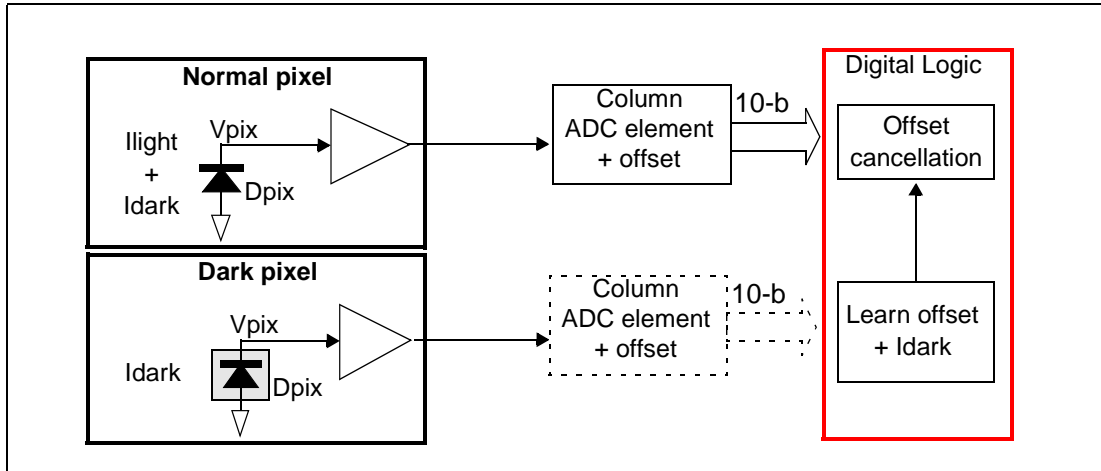 Normal pixel
Ilight
+
Idark
Vpix
Dpix
Column
ADC element
+ offset
10-b
Digital Logic
Offset
cancellation
Dark pixel
Idark
Vpix
Dpix
Column
ADC element
+ offset
10-b
Learn offset
+ Idark